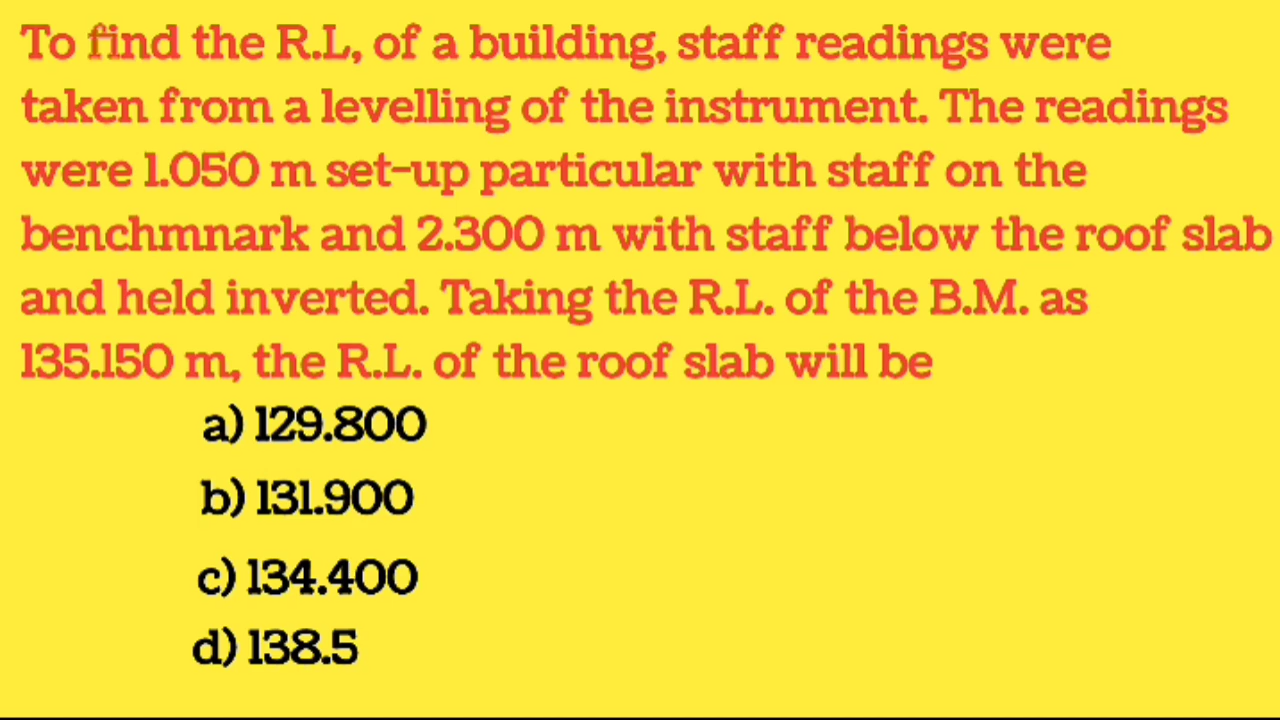 To find the R.L, of a building, staff readings were
taken from a levelling of the instrument. The readings
were 1.050 m set-up particular with staff on the
benchmnark and 2.300 m with staff below the roof slab
and held inverted. Taking the R.L. of the B.M. as
135.150 m, the R.L. of the roof slab will be
a) 129.800
b) 131.900
c) 134.400
d) 138.5